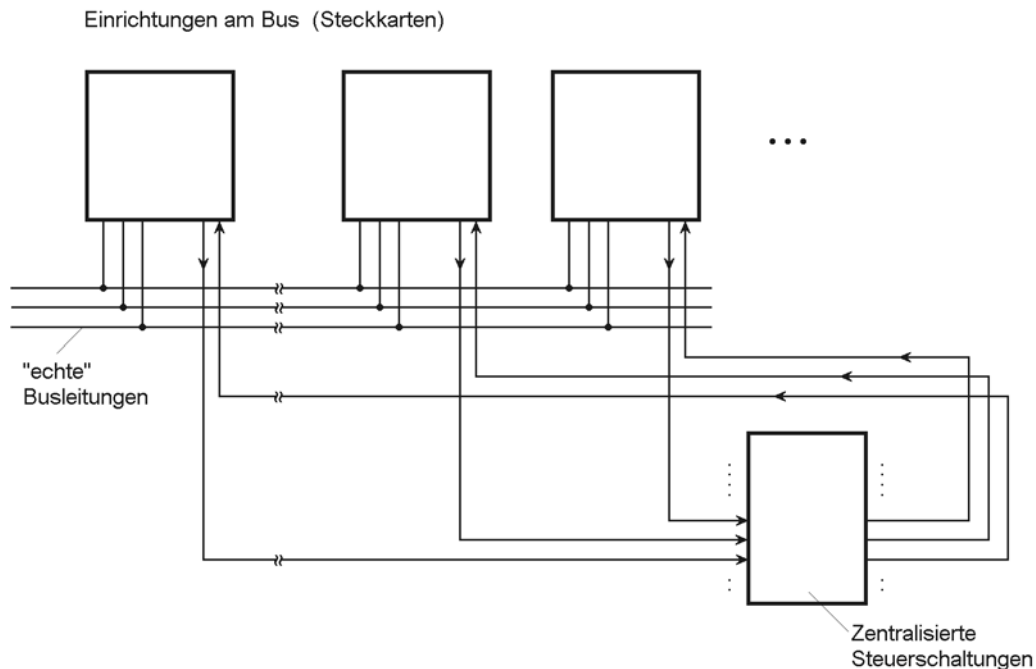 Einrichtungen am Bus (Steckkarten)
"echte"
Busleitungen
Zentralisierte
Steuerschaltungen